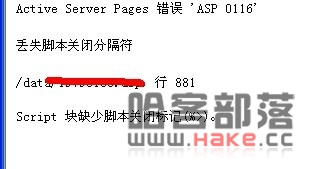 Active Server Pages 错误 'ASP 0116'
丢失脚本关闭分隔符
/data 行 881
Script 块缺少脚本关闭标记(%>)。
哈客部落
www.Hake.cc